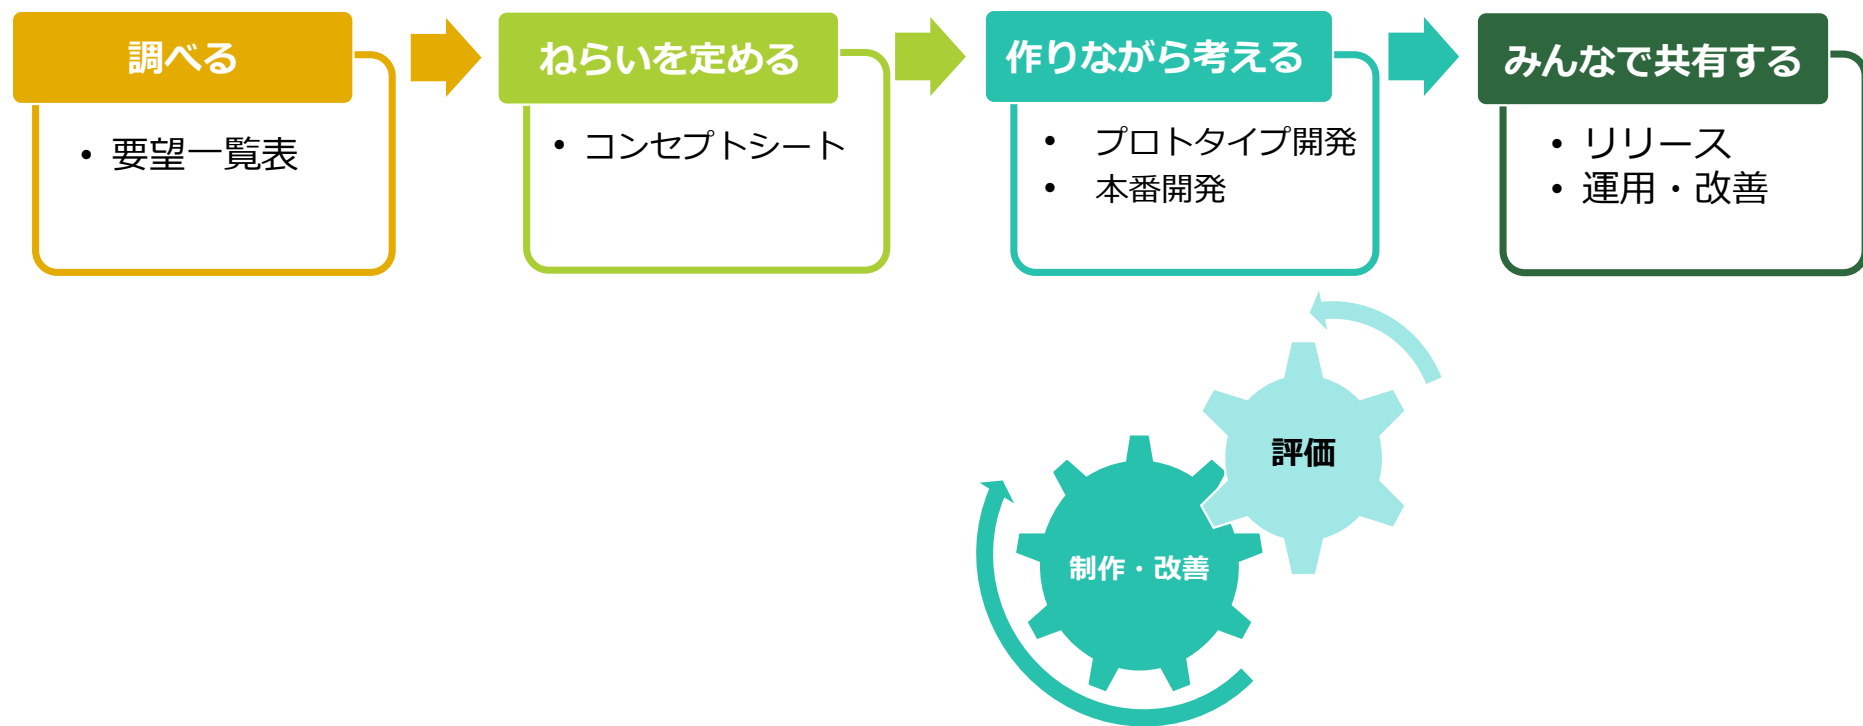 調べる
・要望一覧表
ねらいを定める
・コンセプトシート
作りながら考える
・プロトタイプ開発
・本番開発
みんなで共有する
・リリース
・運用・改善
評価
制作・改善